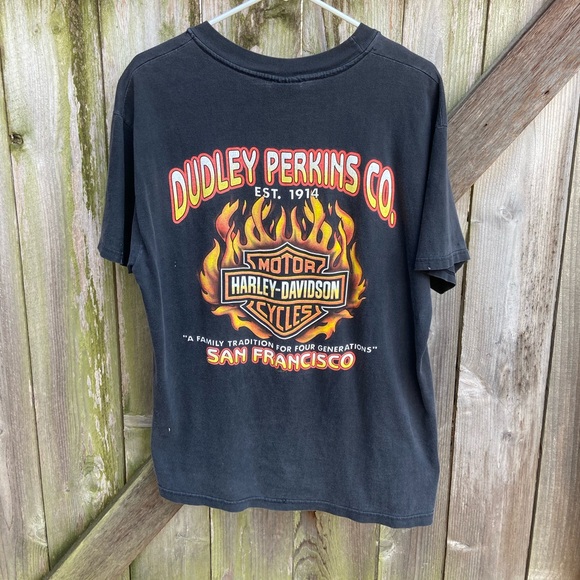 DUDLEY PERKINS CO.
EST. 1914
MOTOR
HARLEY-DAVIDSON
CYCLES
"A FAMILY TRADITION FOR FOUR GENERATIONS"
SAN FRANCISCO